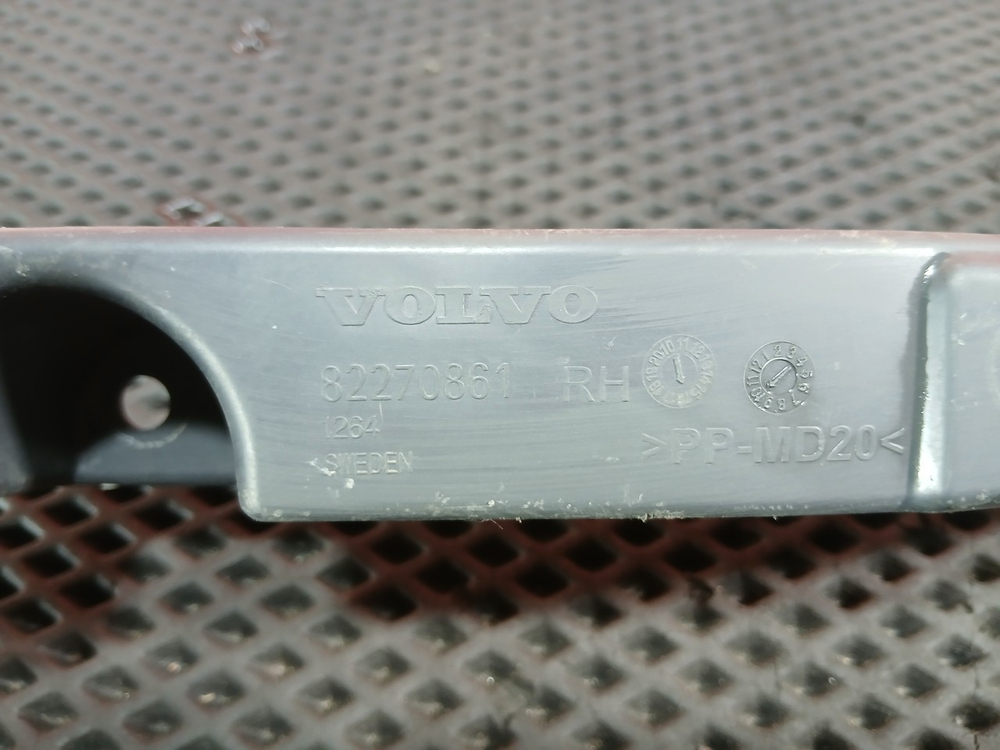 VOLVO
82270861 RH
1264
SWEDEN
>PP-MD20<